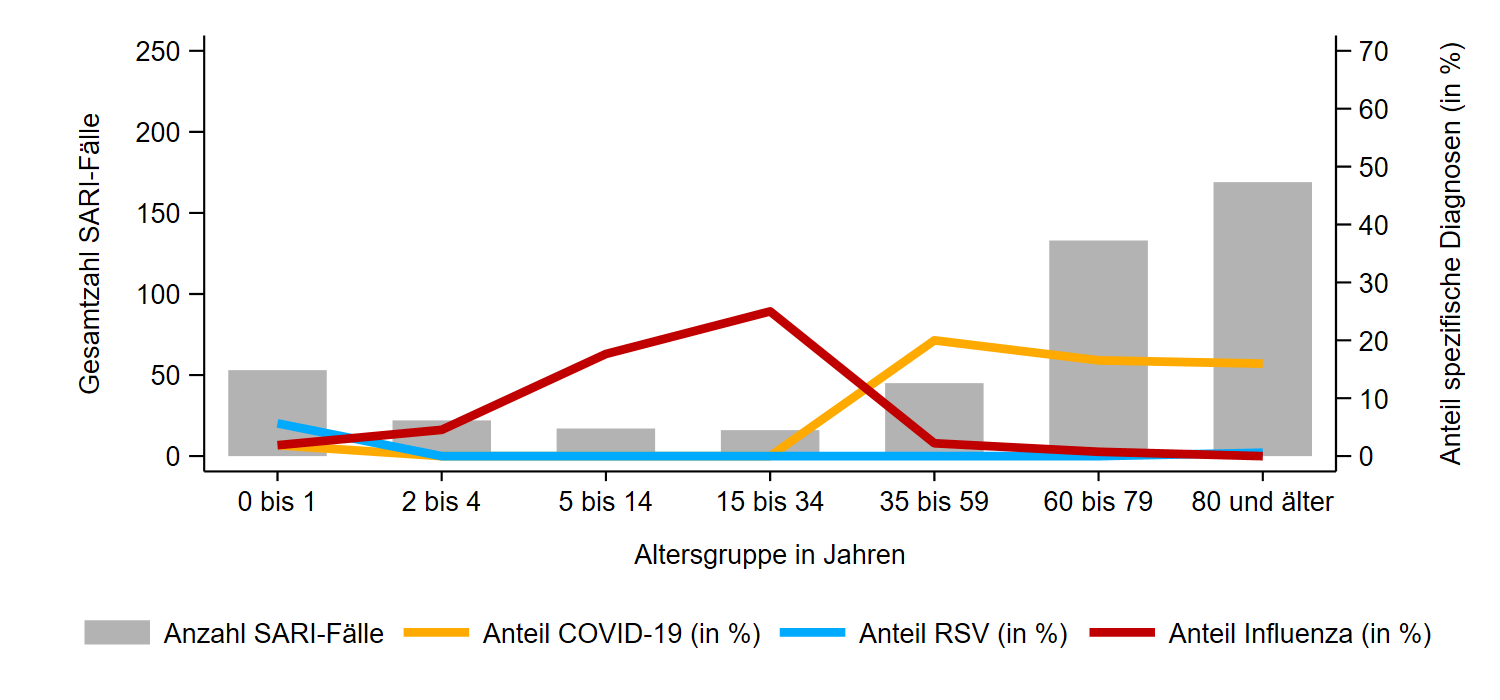 Gesamtzahl SARI-Fälle
250
200
150
100
50
0
70
60
50
40
30
20
10
0
Anteil spezifische Diagnosen (in %)
0 bis 1 2 bis 4 5 bis 14 15 bis 34 35 bis 59 60 bis 79 80 und älter
Altersgruppe in Jahren
Anzahl SARI-Fälle Anteil COVID-19 (in %) Anteil RSV (in %) Anteil Influenza (in %)